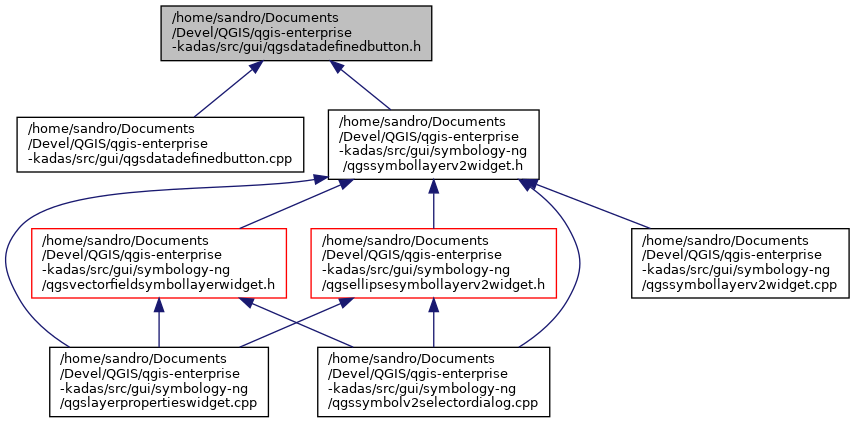 /home/sandro/Documents
/Devel/QGIS/qgis-enterprise
-kadas/src/gui/qgsdatadefinedbutton.h
/home/sandro/Documents
/Devel/QGIS/qgis-enterprise
-kadas/src/gui/qgsdatadefinedbutton.cpp
/home/sandro/Documents
/Devel/QGIS/qgis-enterprise
-kadas/src/gui/symbology-ng
/qgssymbollayerv2widget.h
/home/sandro/Documents
/Devel/QGIS/qgis-enterprise
-kadas/src/gui/symbology-ng
/qgsvectorfieldsymbollayerwidget.h
/home/sandro/Documents
/Devel/QGIS/qgis-enterprise
-kadas/src/gui/symbology-ng
/qgsellipsesymbollayerv2widget.h
/home/sandro/Documents
/Devel/QGIS/qgis-enterprise
-kadas/src/gui/symbology-ng
/qgssymbollayerv2widget.cpp
/home/sandro/Documents
/Devel/QGIS/qgis-enterprise
-kadas/src/gui/symbology-ng
/qgslayerpropertieswidget.cpp
/home/sandro/Documents
/Devel/QGIS/qgis-enterprise
-kadas/src/gui/symbology-ng
/qgssymbolv2selectordialog.cpp